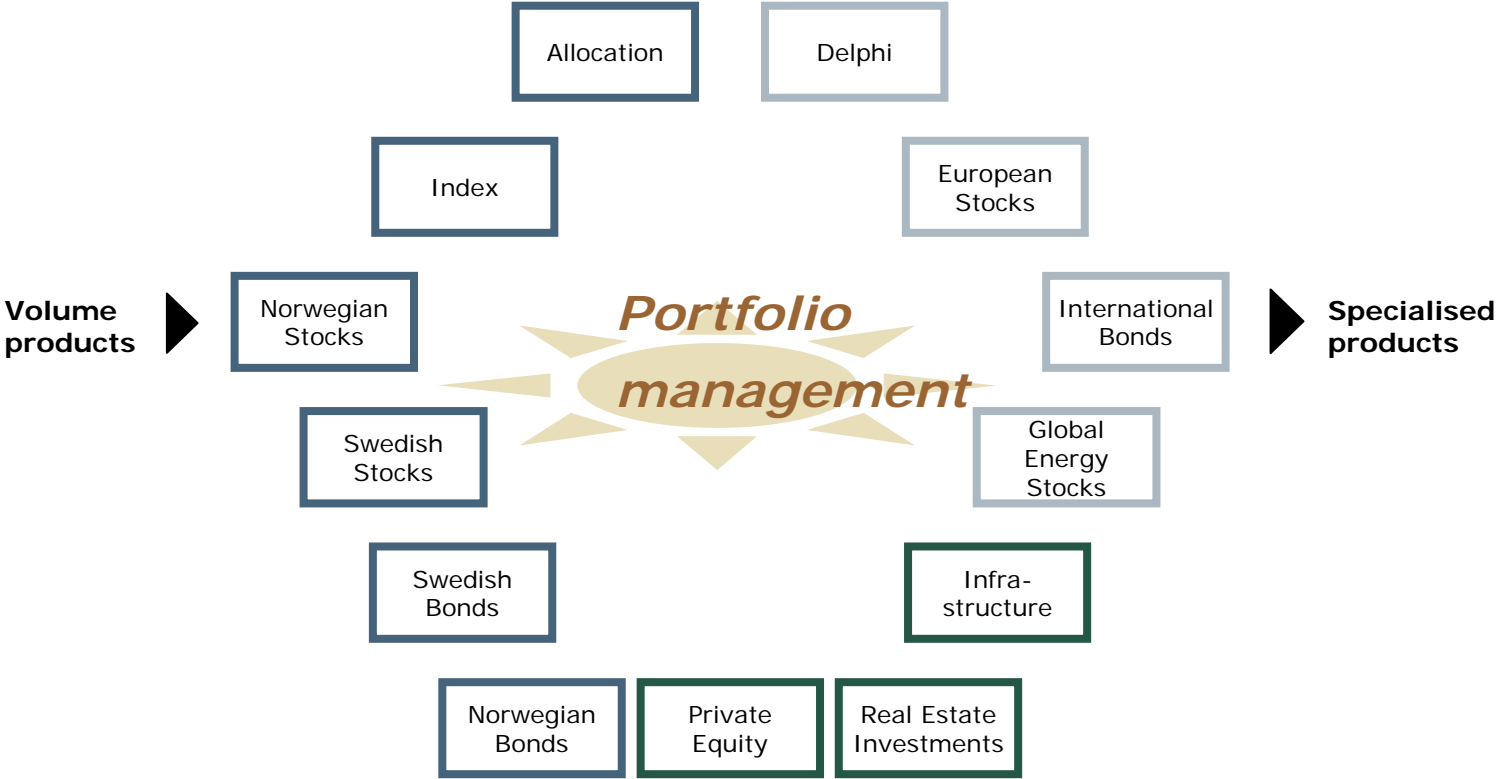 Allocation
Delphi
Index
European
Stocks
Volume
products
Norwegian
Stocks
Portfolio
management
International
Bonds
Specialised
products
Swedish
Stocks
Global
Energy
Stocks
Swedish
Bonds
Infra-
structure
Norwegian
Bonds
Private
Equity
Real Estate
Investments